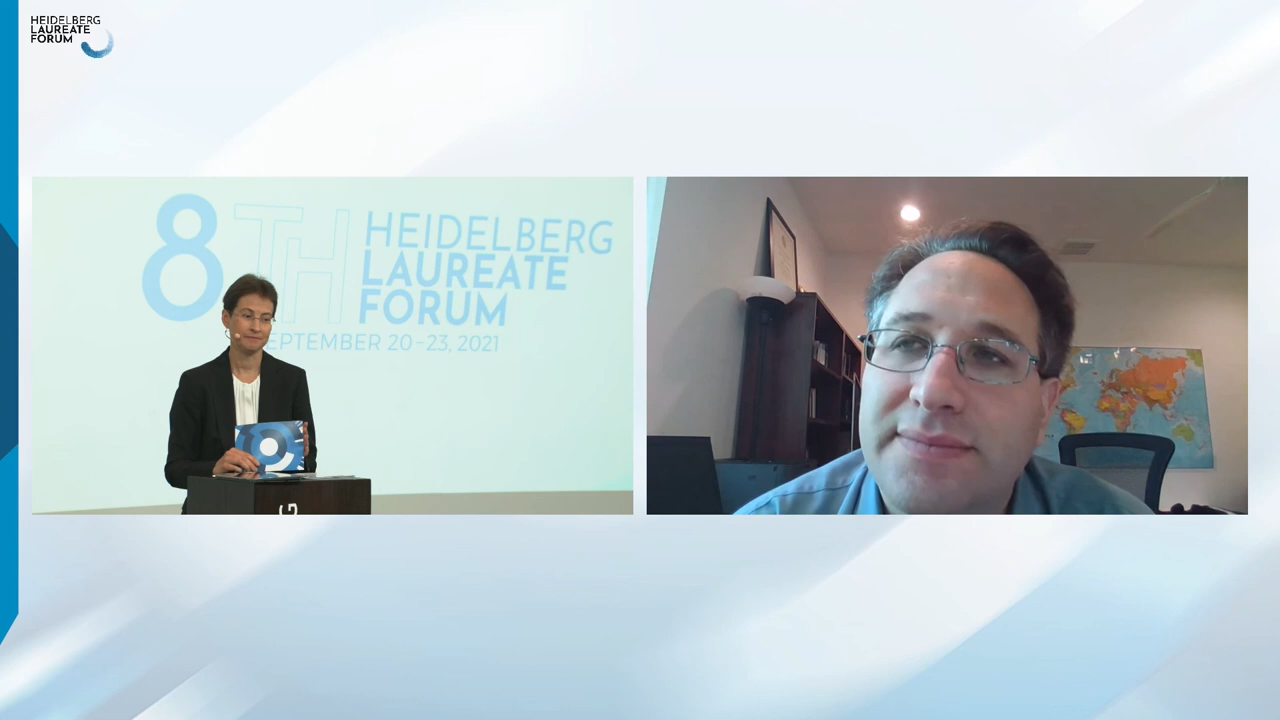 HEIDELBERG
LAUREATE
FORUM
8TH HEIDELBERG
LAUREATE
FORUM
SEPTEMBER 20–23, 2021